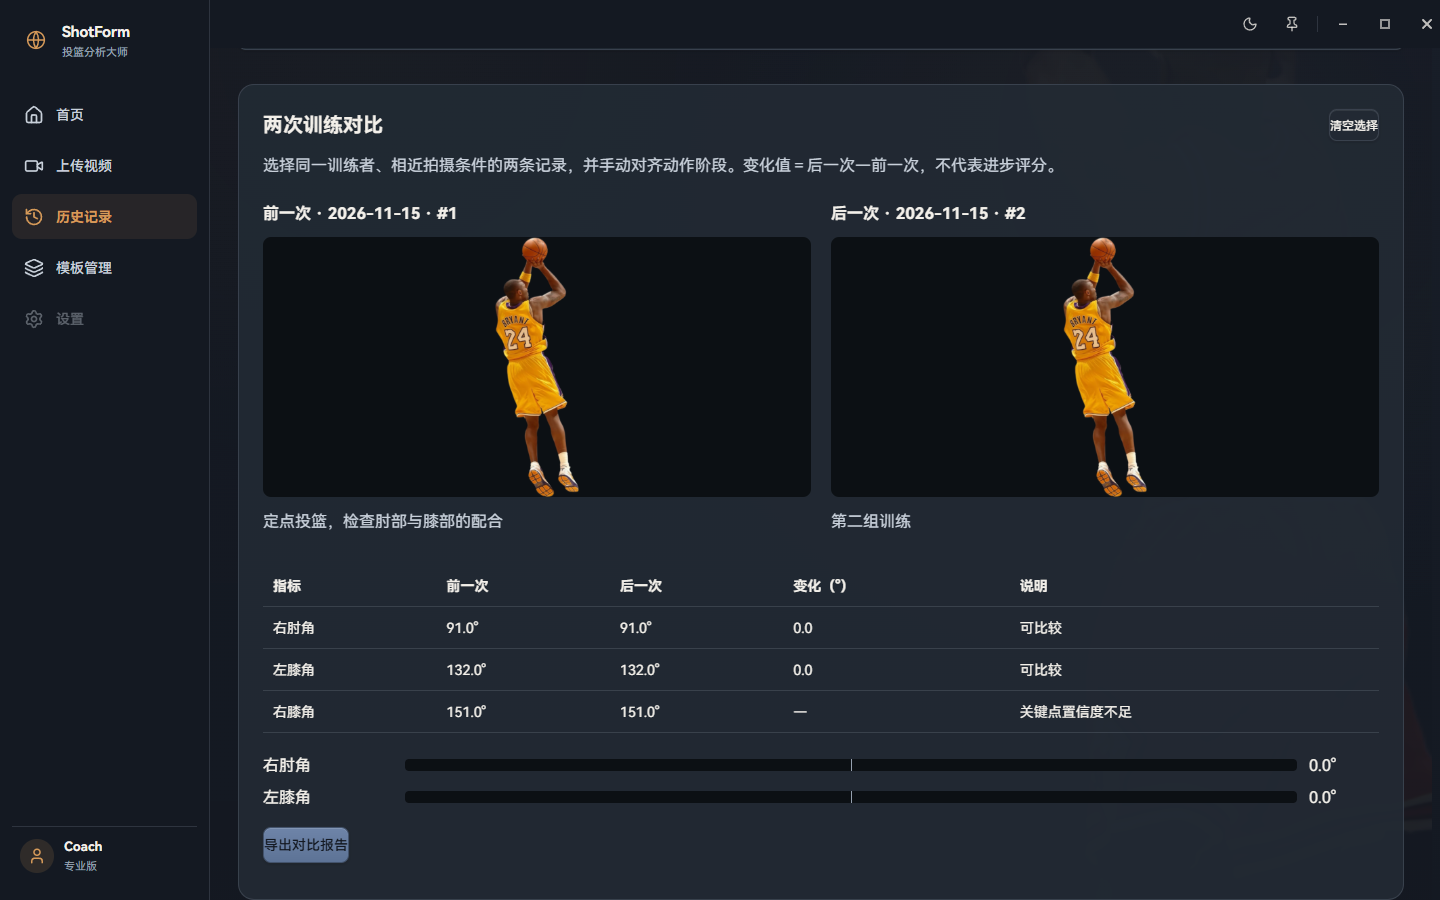 ShotForm
投篮分析大师
首页
上传视频
历史记录
模板管理
设置
Coach
专业版
两次训练对比
清空选择
选择同一训练者、相近拍摄条件的两条记录，并手动对齐动作阶段。变化值 = 后一次一前一次，不代表进步评分。
前一次 · 2026-11-15 · #1
后一次 · 2026-11-15 · #2
BRYANT
24
BRYANT
24
定点投篮，检查肘部与膝部的配合
第二组训练
指标 前一次 后一次 变化（°） 说明
右肘角 91.0° 91.0° 0.0 可比较
左膝角 132.0° 132.0° 0.0 可比较
右膝角 151.0° 151.0° — 关键点置信度不足
右肘角 0.0°
左膝角 0.0°
导出对比报告